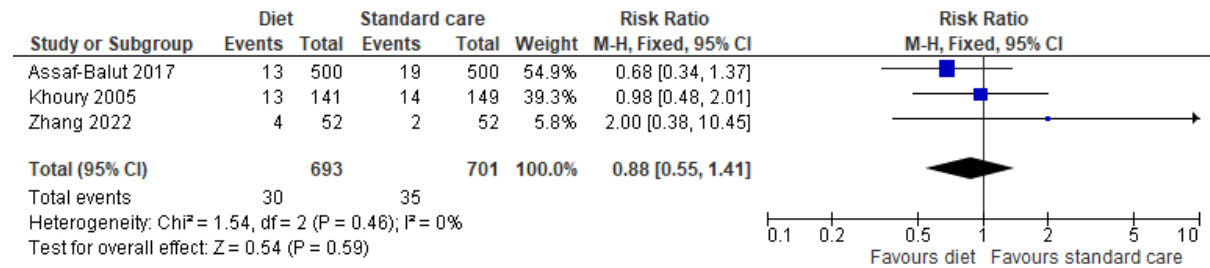 Diet Standard care Risk Ratio Risk Ratio
Study or Subgroup Events Total Events Total Weight M-H, Fixed, 95% CI M-H, Fixed, 95% CI
Assaf-Balut 2017 13 500 19 500 54.9% 0.68 [0.34, 1.37]
Khoury 2005 13 141 14 149 39.3% 0.98 [0.48, 2.01]
Zhang 2022 4 52 2 52 5.8% 2.00 [0.38, 10.45]
Total (95% CI) 693 701 100.0% 0.88 [0.55, 1.41]
Total events 30 35
Heterogeneity: Chi² = 1.54, df = 2 (P = 0.46); I² = 0%
Test for overall effect: Z = 0.54 (P = 0.59)
0.1 0.2 0.5 1 2 5 10
Favours diet Favours standard care